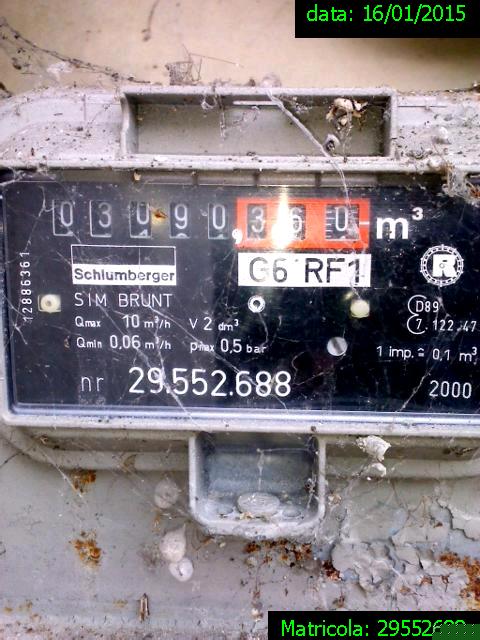 data: 16/01/2015
03090,360 m³
Schlumberger
G6 RF1
12886361
SIM BRUNT
D89
Qmax 10 m³/h V 2 dm³
7.122.47
Qmin 0,06 m³/h pmax 0,5 bar
1 imp. ≙ 0,1 m³
nr 29.552.688
2000
Matricola: